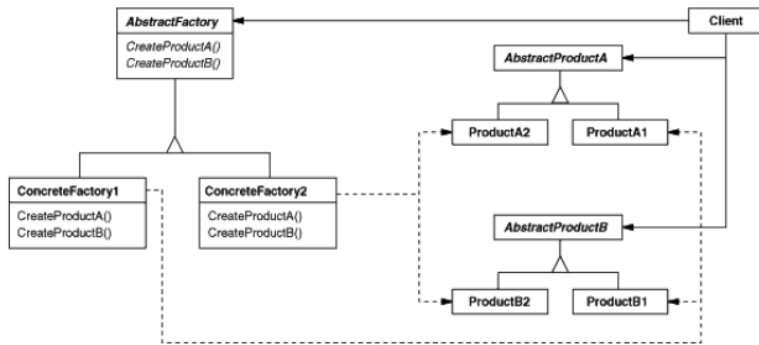 AbstractFactory
CreateProductA()
CreateProductB()
Client
AbstractProductA
ProductA2
ProductA1
ConcreteFactory1
CreateProductA()
CreateProductB()
ConcreteFactory2
CreateProductA()
CreateProductB()
AbstractProductB
ProductB2
ProductB1